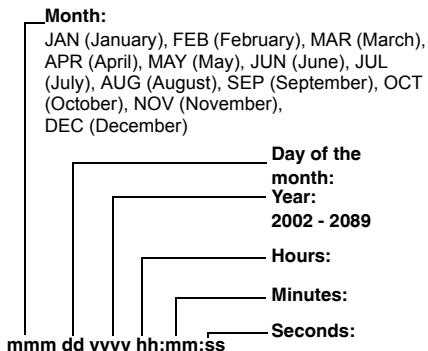 Month:
JAN (January), FEB (February), MAR (March),
APR (April), MAY (May), JUN (June), JUL
(July), AUG (August), SEP (September), OCT
(October), NOV (November),
DEC (December)
Day of the
month:
Year:
2002 - 2089
Hours:
Minutes:
Seconds:
mmm dd yyyy hh:mm:ss